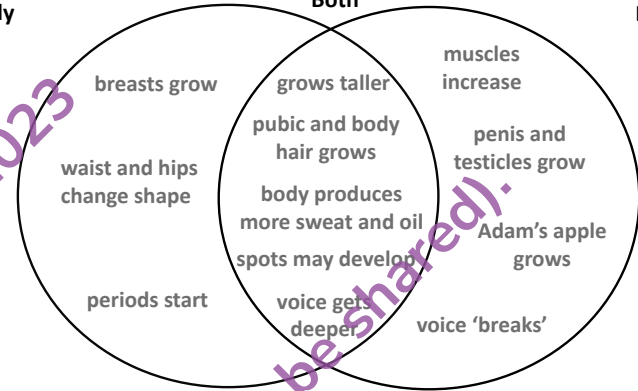 ly
Both
breasts grow
waist and hips
change shape
periods start
grows taller
pubic and body
hair grows
body produces
more sweat and oil
spots may develop
voice gets
deeper
muscles
increase
penis and
testicles grow
Adam’s apple
grows
voice ‘breaks’
023
be shared).